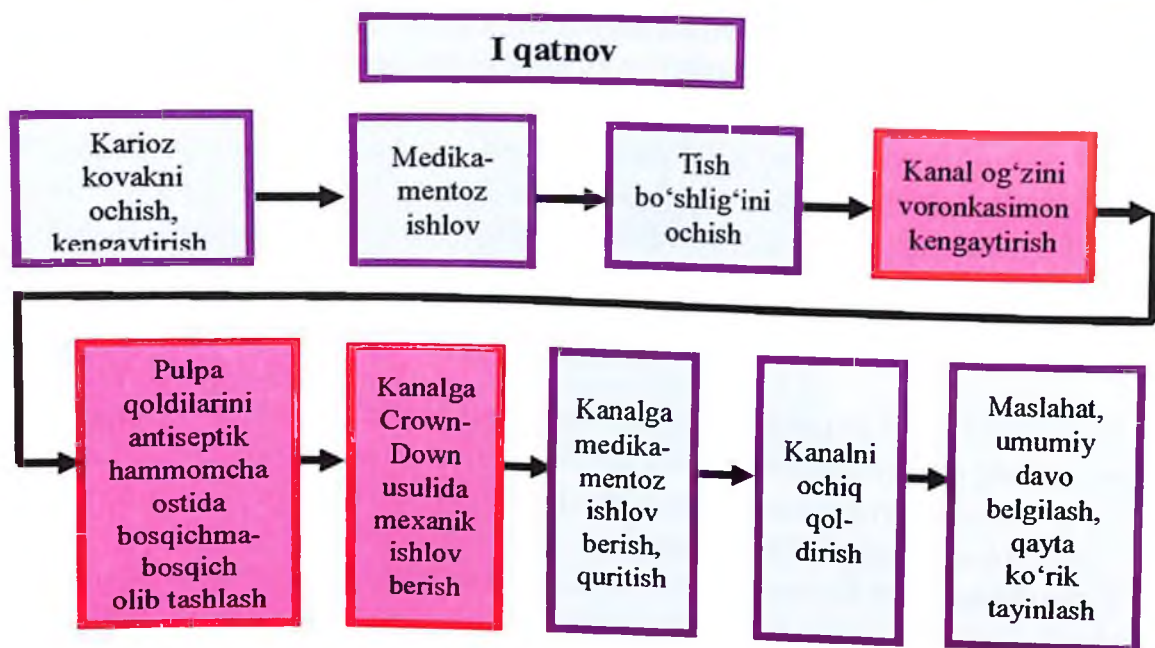 I qatnov
Karioz
kovakni
ochish,
kengaytirish
Medika-
mentoz
ishlov
Tish
bo‘shlig‘ini
ochish
Kanal og‘zini
voronkasimon
kengaytirish
Pulpa
qoldilarini
antiseptik
hammomcha
ostida
bosqichma-
bosqich
olib tashlash
Kanalga
Crown-
Down
usulida
mexanik
ishlov
berish
Kanalga
medika-
mentoz
ishlov
berish,
quritish
Kanalni
ochiq
qol-
dirish
Maslahat,
umumiy
davo
belgilash,
qayta
ko‘rik
tayinlash